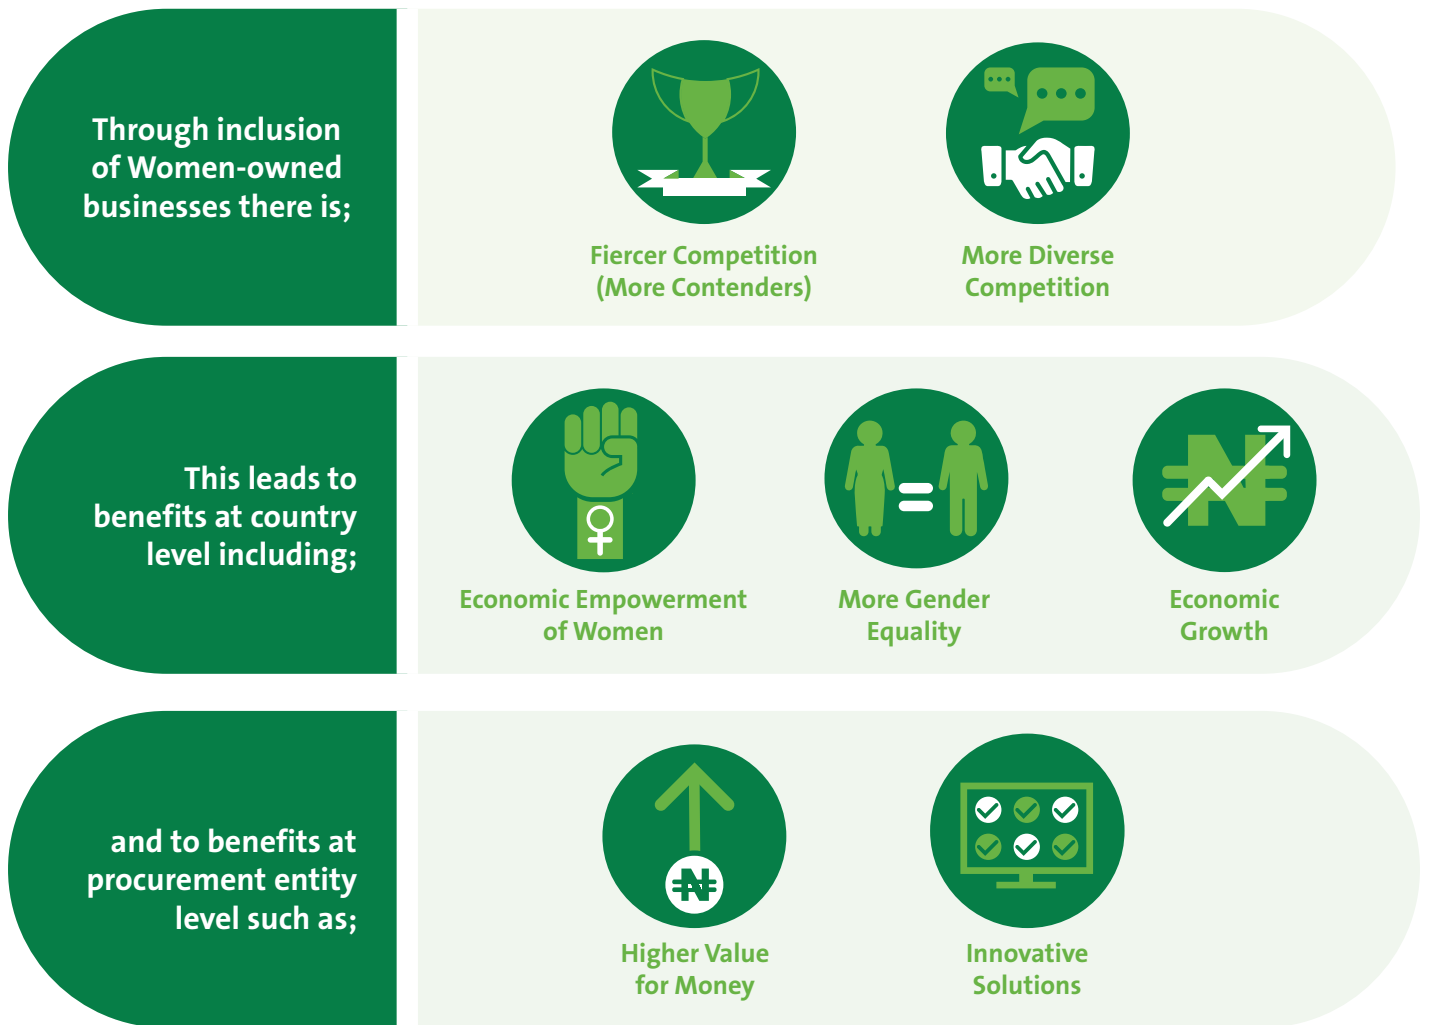 Through inclusion
of Women-owned
businesses there is;
Fiercer Competition
(More Contenders)
More Diverse
Competition
This leads to
benefits at country
level including;
Economic Empowerment
of Women
More Gender
Equality
Economic
Growth
and to benefits at
procurement entity
level such as;
Higher Value
for Money
Innovative
Solutions